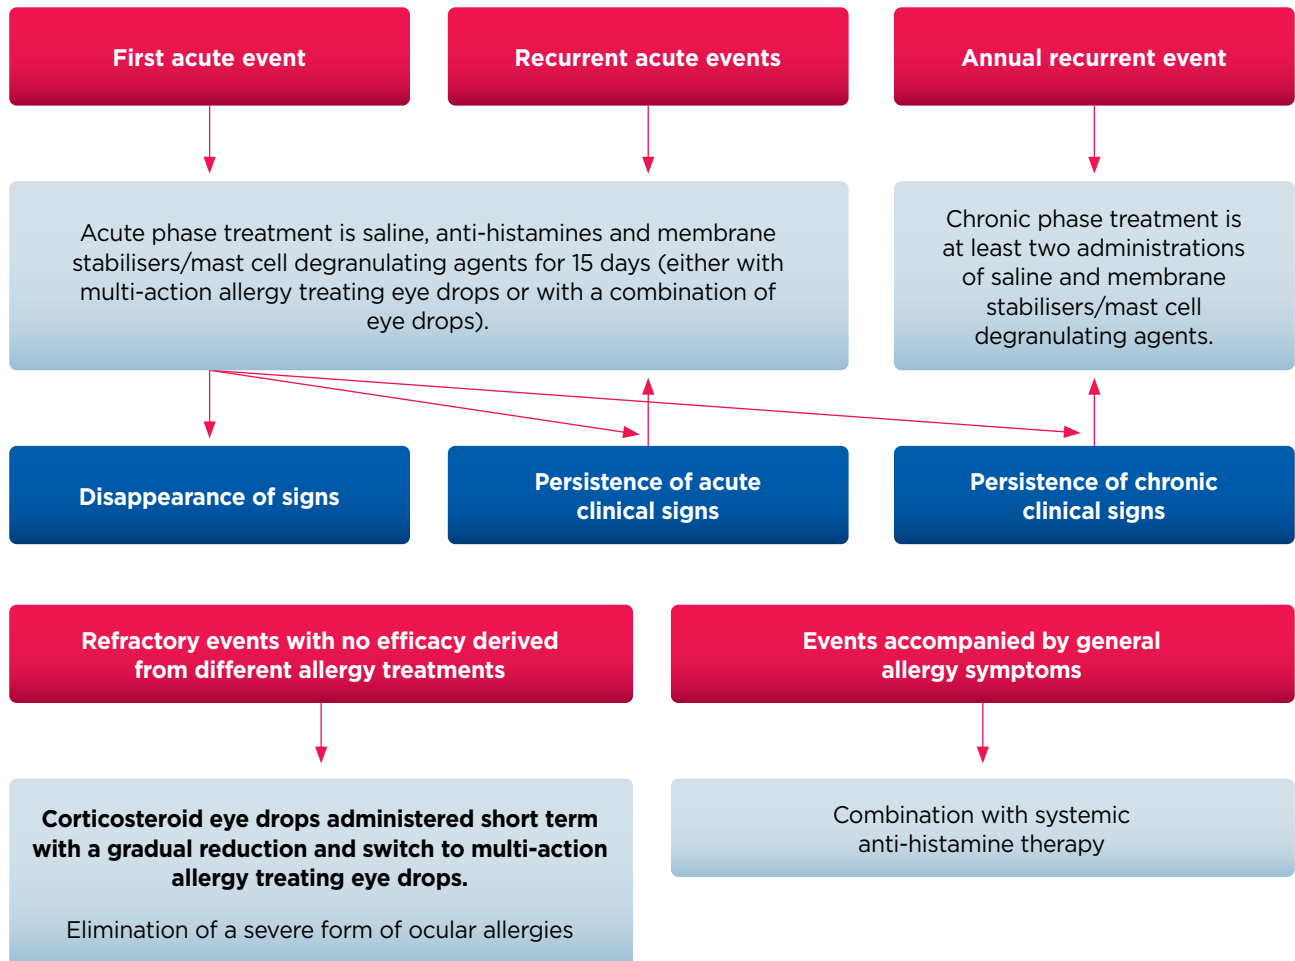 First acute event
Recurrent acute events
Annual recurrent event
Acute phase treatment is saline, anti-histamines and membrane
stabilisers/mast cell degranulating agents for 15 days (either with
multi-action allergy treating eye drops or with a combination of
eye drops).
Chronic phase treatment is
at least two administrations
of saline and membrane
stabilisers/mast cell
degranulating agents.
Disappearance of signs
Persistence of acute
clinical signs
Persistence of chronic
clinical signs
Refractory events with no efficacy derived
from different allergy treatments
Events accompanied by general
allergy symptoms
Corticosteroid eye drops administered short term
with a gradual reduction and switch to multi-action
allergy treating eye drops.
Elimination of a severe form of ocular allergies
Combination with systemic
anti-histamine therapy